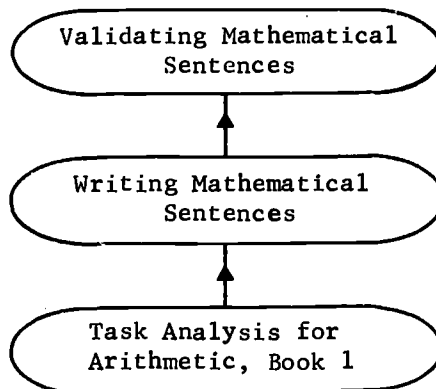 Validating Mathematical
Sentences
Writing Mathematical
Sentences
Task Analysis for
Arithmetic, Book 1